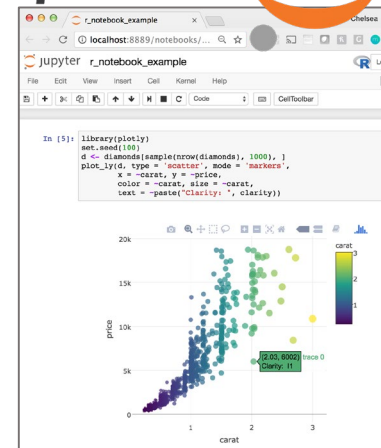 r_notebook_example
Chelsea
localhost:8889/notebooks/...
G
jupyter r_notebook_example
R
File Edit View Insert Cell Kernel Help
Code
CellToolbar
In [5]: library(plotly)
set.seed(100)
d <- diamonds[sample(nrow(diamonds), 1000), ]
plot_ly(d, type = 'scatter', mode = 'markers',
x = ~carat, y = ~price,
color = ~carat, size = ~carat,
text = ~paste("Clarity: ", clarity))
20k
15k
10k
5k
0
price
1
2
3
carat
(2.03, 6002) trace 0
Clarity: I1
carat
3
2
1